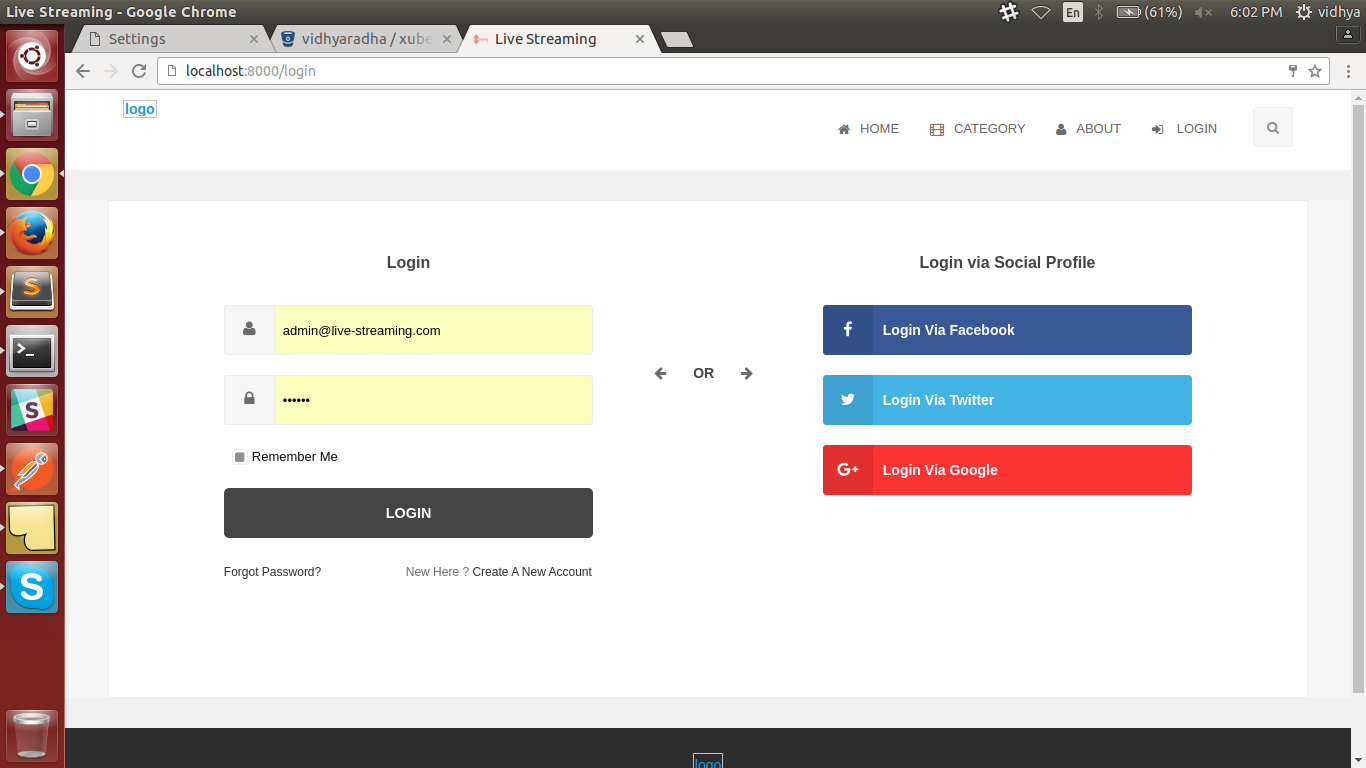 Live Streaming - Google Chrome
En (61%) 6:02 PM vidhya
Settings
vidhyaradha / xube
Live Streaming
localhost:8000/login
logo
HOME CATEGORY ABOUT LOGIN
Login
Login via Social Profile
admin@live-streaming.com
Login Via Facebook
OR
Login Via Twitter
Remember Me
Login Via Google
LOGIN
Forgot Password?
New Here ? Create A New Account
logo